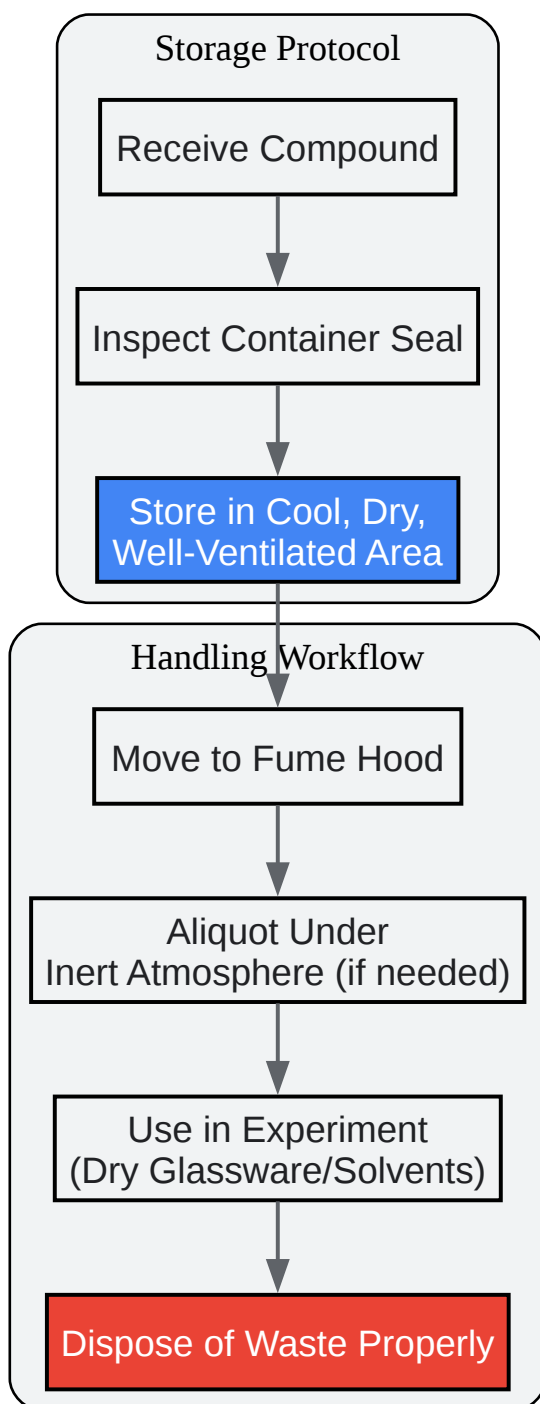 Storage Protocol
Receive Compound
Inspect Container Seal
Store in Cool, Dry,
Well-Ventilated Area
Handling Workflow
Move to Fume Hood
Aliquot Under
Inert Atmosphere (if needed)
Use in Experiment
(Dry Glassware/Solvents)
Dispose of Waste Properly